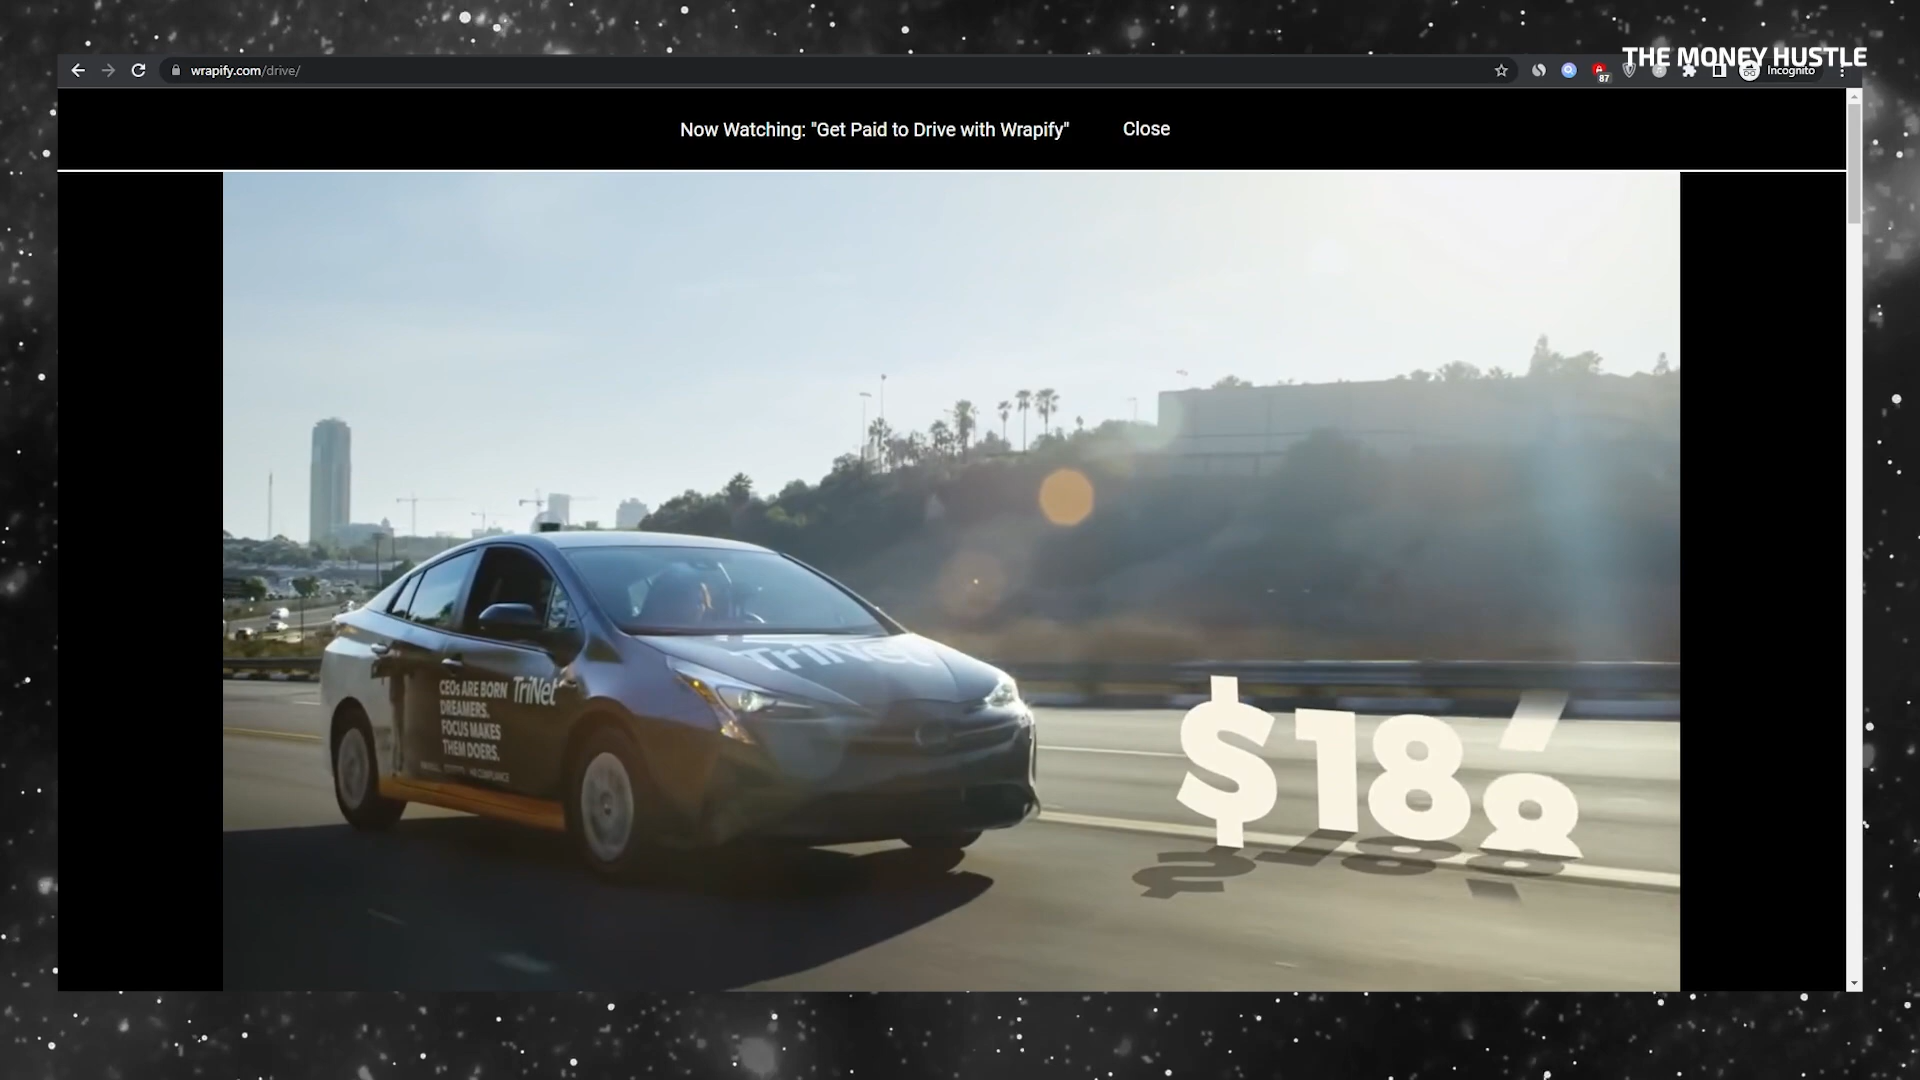 THE MONEY HUSTLE
wrapify.com/drive/
87
Incognito
Now Watching: "Get Paid to Drive with Wrapify"
Close
TriNet
CEOs ARE BORN
DREAMERS.
FOCUS MAKES
THEM DOERS.
TriNet
$18